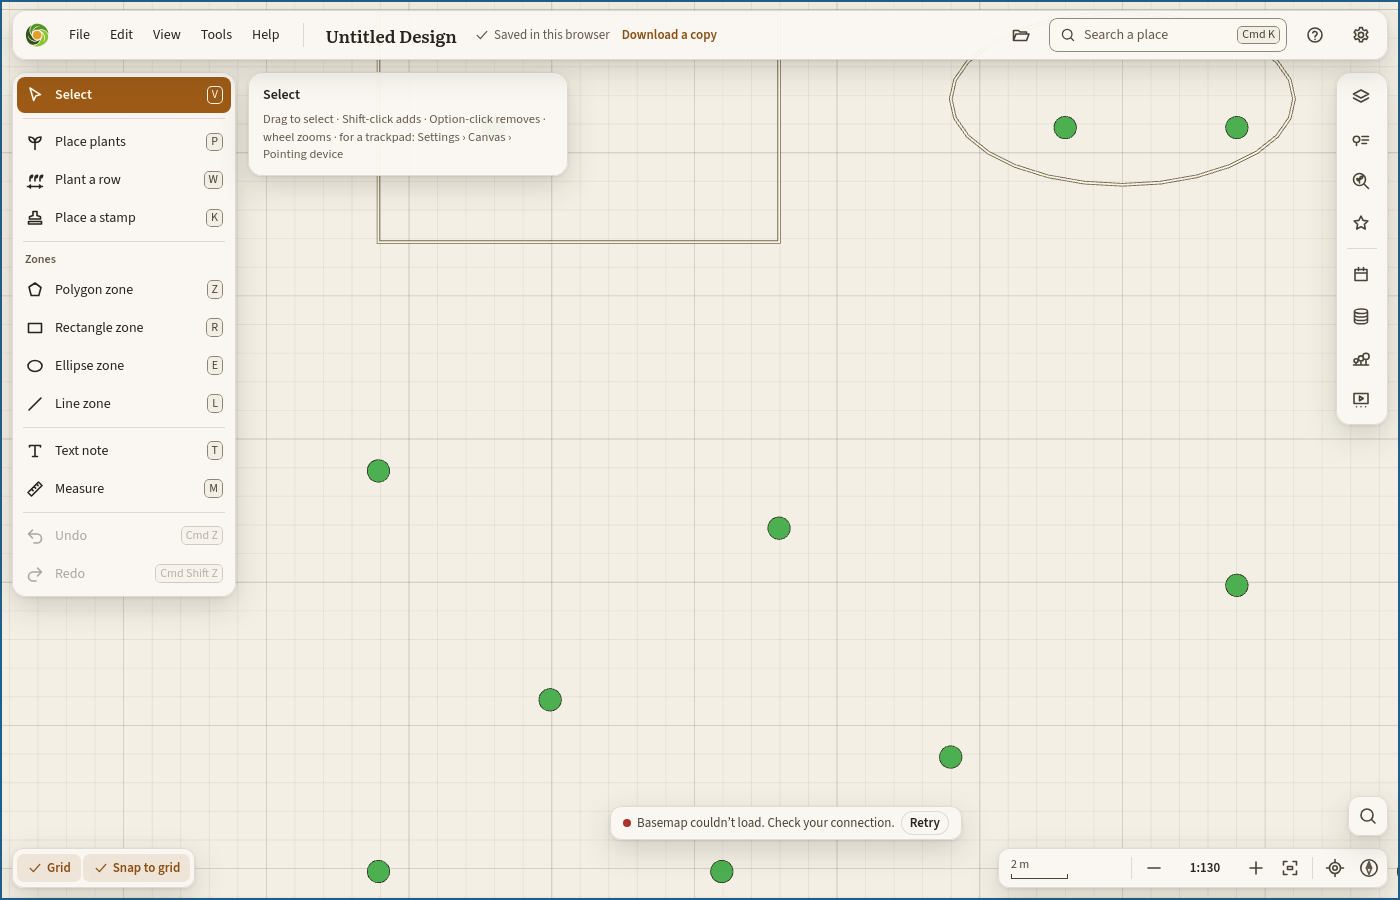 File Edit View Tools Help Untitled Design Saved in this browser Download a copy Search a place Cmd K
Select V
Place plants P
Plant a row W
Place a stamp K
Zones
Polygon zone Z
Rectangle zone R
Ellipse zone E
Line zone L
Text note T
Measure M
Undo Cmd Z
Redo Cmd Shift Z
Select
Drag to select · Shift-click adds · Option-click removes ·
wheel zooms · for a trackpad: Settings › Canvas ›
Pointing device
Basemap couldn’t load. Check your connection. Retry
Grid Snap to grid
2 m 1:130